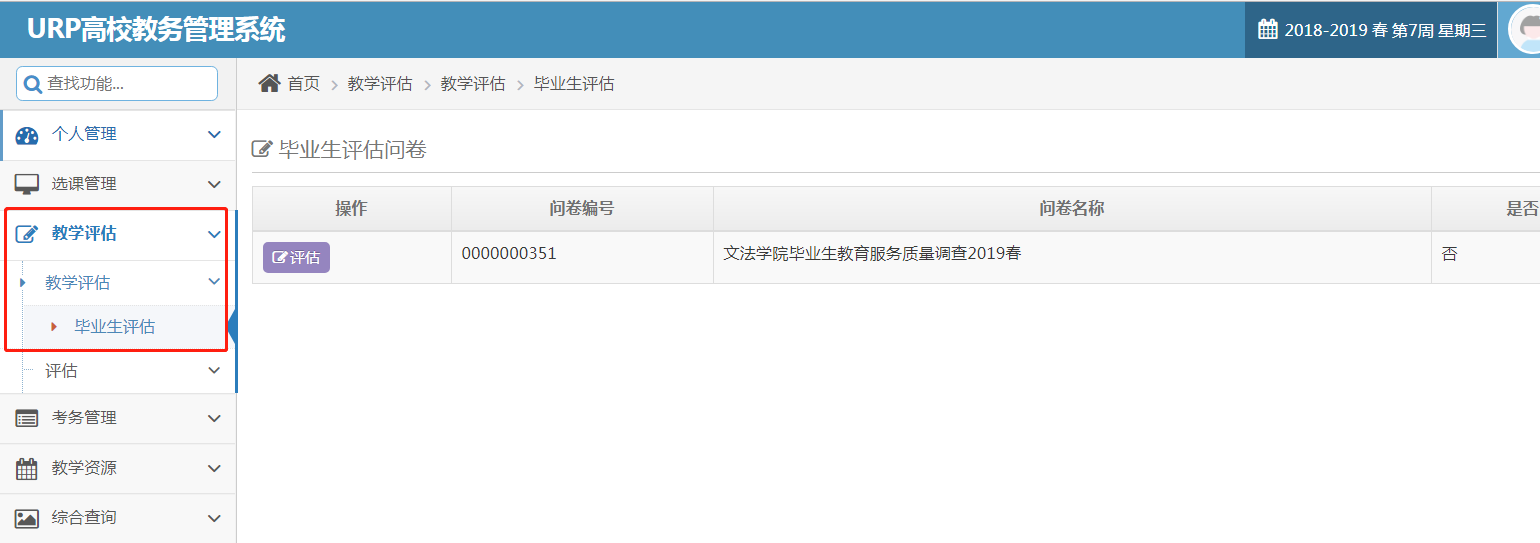 URP高校教务管理系统
2018-2019 春 第7周 星期三
查找功能...
首页 > 教学评估 > 教学评估 > 毕业生评估
个人管理
选课管理
教学评估
教学评估
毕业生评估
评估
考务管理
教学资源
综合查询
毕业生评估问卷
操作 问卷编号 问卷名称 是否
评估 0000000351 文法学院毕业生教育服务质量调查2019春 否